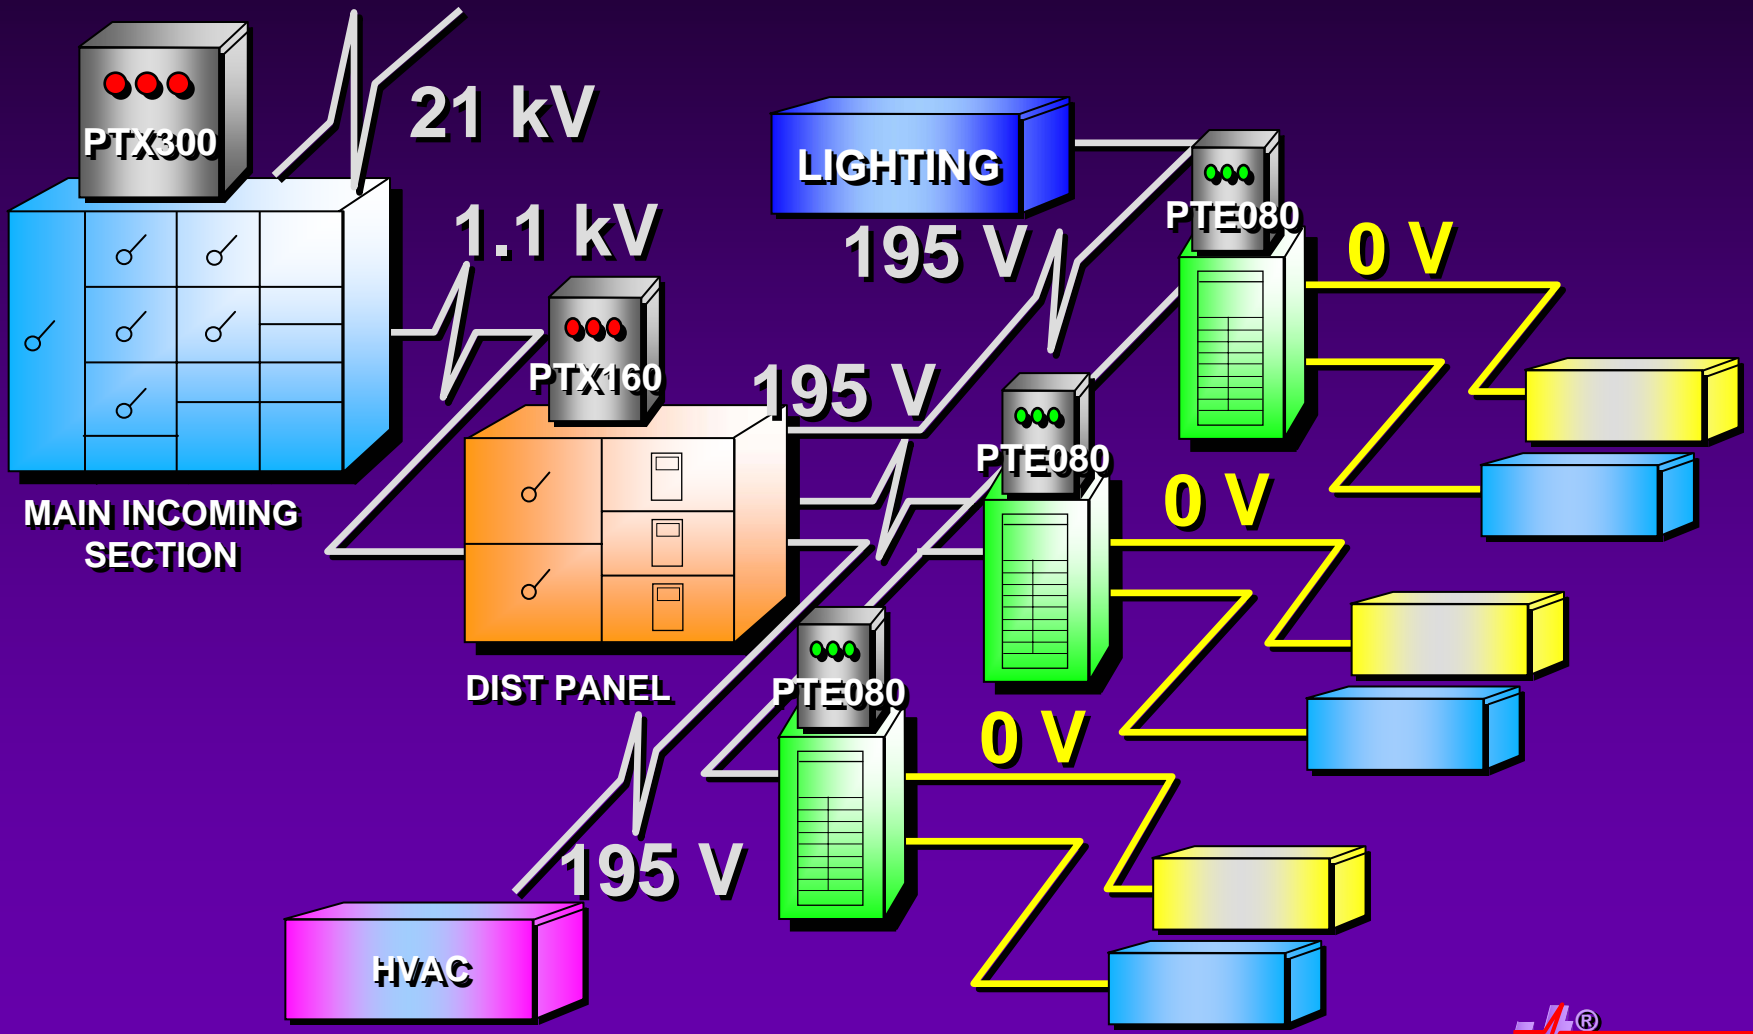 PTX300
21 kV
LIGHTING
PTE080
1.1 kV
195 V
0 V
PTX160
195 V
PTE080
0 V
MAIN INCOMING
SECTION
DIST PANEL
PTE080
0 V
195 V
HVAC
®